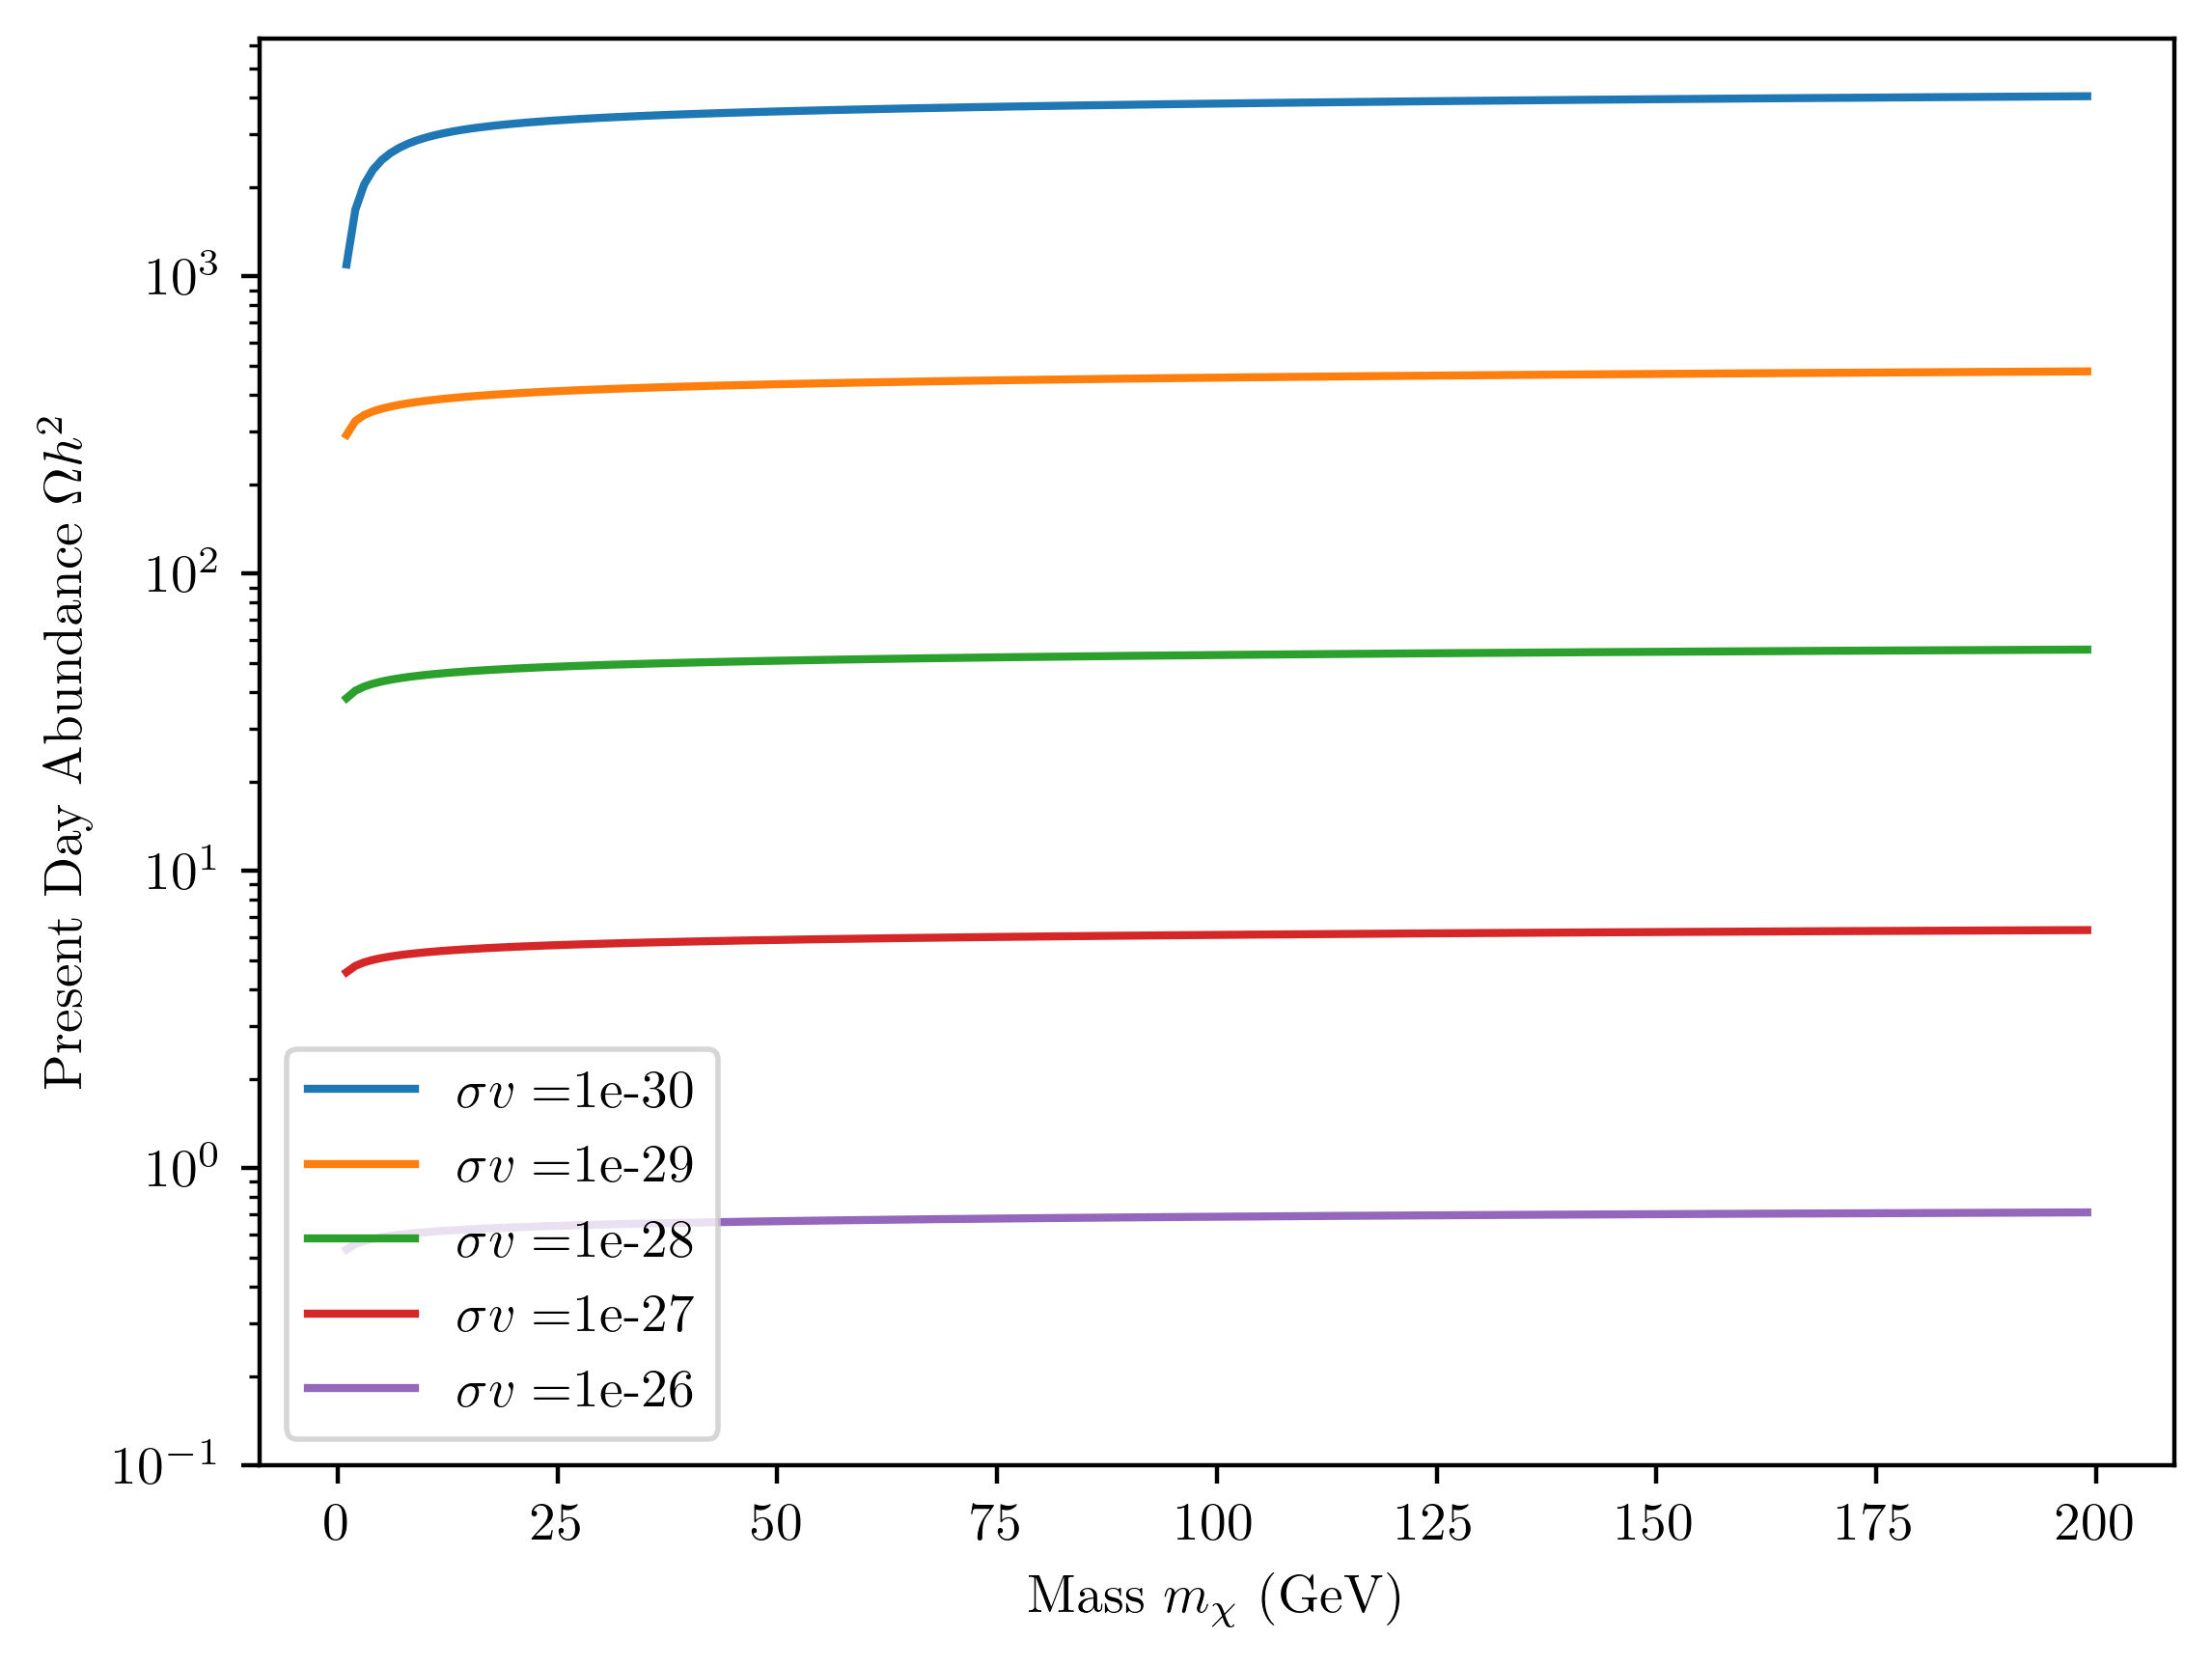 Present Day Abundance Ωh²
10³
10²
10¹
10⁰
10⁻¹
σv =1e-30
σv =1e-29
σv =1e-28
σv =1e-27
σv =1e-26
0 25 50 75 100 125 150 175 200
Mass mᵪ (GeV)